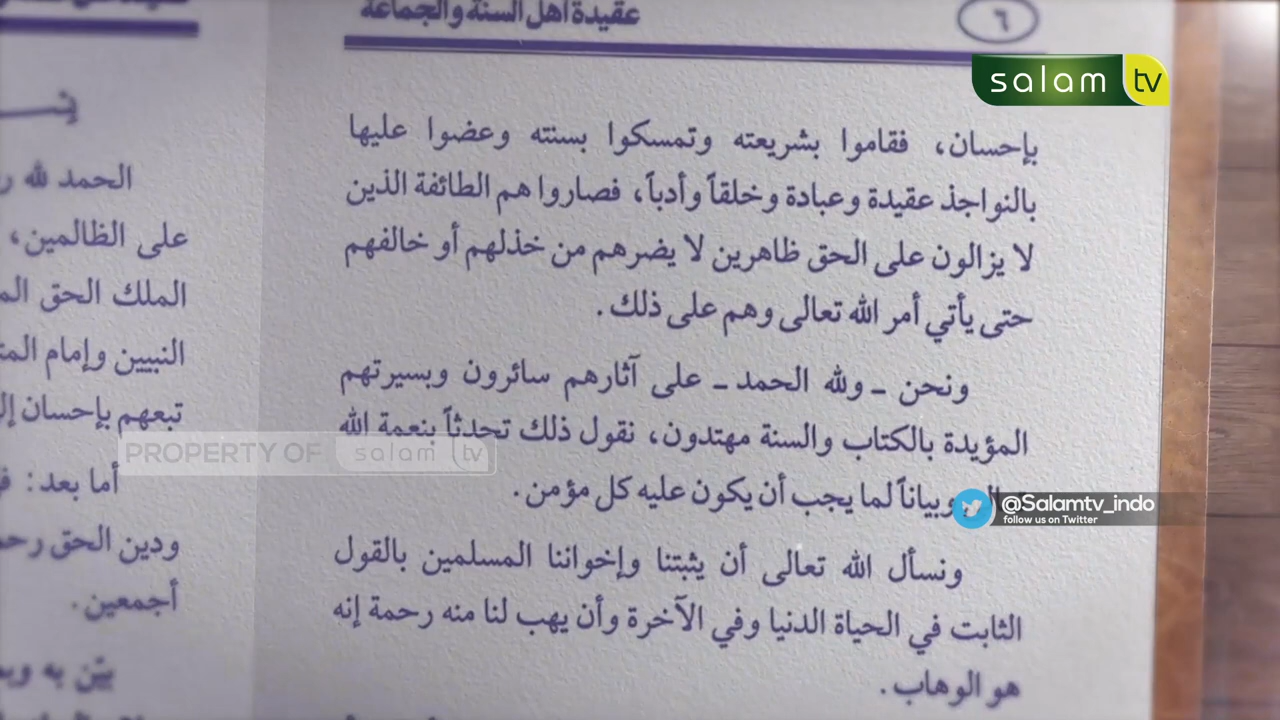 عقيدة أهل السنة والجماعة
٦
salam tv
بإحسان، فقاموا بشريعته وتمسكوا بسنته وعضوا عليها
بالنواجذ عقيدة وعبادة وخلقاً وأدباً، فصاروا هم الطائفة الذين
لا يزالون على الحق ظاهرين لا يضرهم من خذلهم أو خالفهم
حتى يأتي أمر الله تعالى وهم على ذلك.
ونحن ـ ولله الحمد ـ على آثارهم سائرون وبسيرتهم
المؤيدة بالكتاب والسنة مهتدون، نقول ذلك تحدثاً بنعمة الله
وبياناً لما يجب أن يكون عليه كل مؤمن.
ونسأل الله تعالى أن يثبتنا وإخواننا المسلمين بالقول
الثابت في الحياة الدنيا وفي الآخرة وأن يهب لنا منه رحمة إنه
هو الوهاب.
الحمد لله
على الظالمين،
الملك الحق
النبيين وإمام
تبعهم بإحسان
أما بعد:
ودين الحق
أجمعين.
بيّن به
PROPERTY OF salam tv
@Salamtv_indo
follow us on Twitter